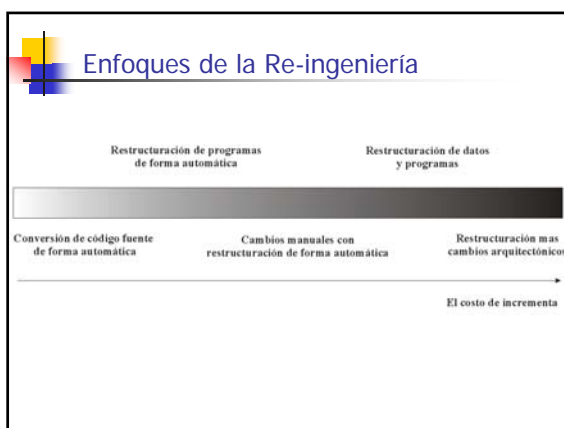 Enfoques de la Re-ingeniería
Restructuración de programas
de forma automática
Restructuración de datos
y programas
Conversión de código fuente
de forma automática
Cambios manuales con
restructuración de forma automática
Restructuración mas
cambios arquitectónicos
El costo de incrementa